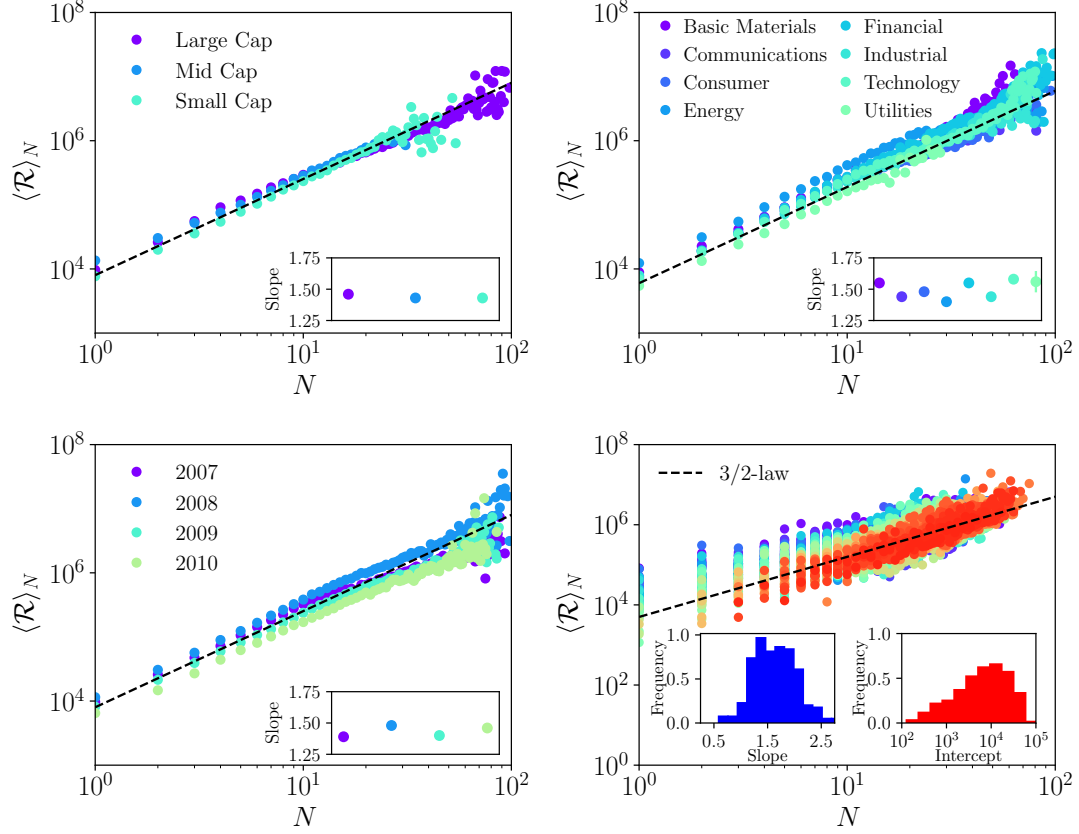 10^8
10^6
10^4
⟨R⟩_N
Large Cap
Mid Cap
Small Cap
Slope
1.75
1.50
1.25
10^0
10^1
10^2
N
10^8
10^6
10^4
⟨R⟩_N
Basic Materials
Communications
Consumer
Energy
Financial
Industrial
Technology
Utilities
Slope
1.75
1.50
1.25
10^0
10^1
10^2
N
10^8
10^6
10^4
⟨R⟩_N
2007
2008
2009
2010
Slope
1.75
1.50
1.25
10^0
10^1
10^2
N
10^8
10^6
10^4
10^2
10^0
⟨R⟩_N
3/2-law
Frequency
1.0
0.5
0.0
0.5
1.5
2.5
Slope
Frequency
1.0
0.5
0.0
10^2
10^3
10^4
10^5
Intercept
10^0
10^1
10^2
N